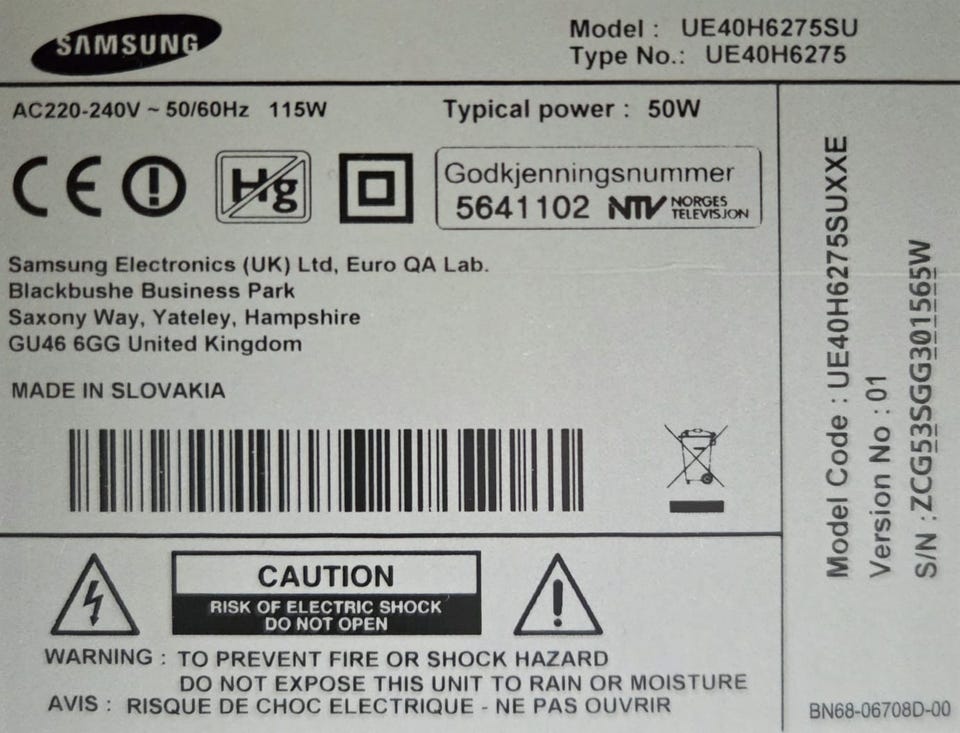 SAMSUNG
Model : UE40H6275SU
Type No.: UE40H6275
AC220-240V ~ 50/60Hz 115W
Typical power : 50W
CE
Hg
Godkjenningsnummer
5641102 NTV NORGES TELEVISJON
Samsung Electronics (UK) Ltd, Euro QA Lab.
Blackbushe Business Park
Saxony Way, Yateley, Hampshire
GU46 6GG United Kingdom
MADE IN SLOVAKIA
CAUTION
RISK OF ELECTRIC SHOCK
DO NOT OPEN
WARNING : TO PREVENT FIRE OR SHOCK HAZARD
DO NOT EXPOSE THIS UNIT TO RAIN OR MOISTURE
AVIS : RISQUE DE CHOC ELECTRIQUE - NE PAS OUVRIR
Model Code : UE40H6275SUXXE
Version No : 01
S/N : ZCG53SGG301565W
BN68-06708D-00